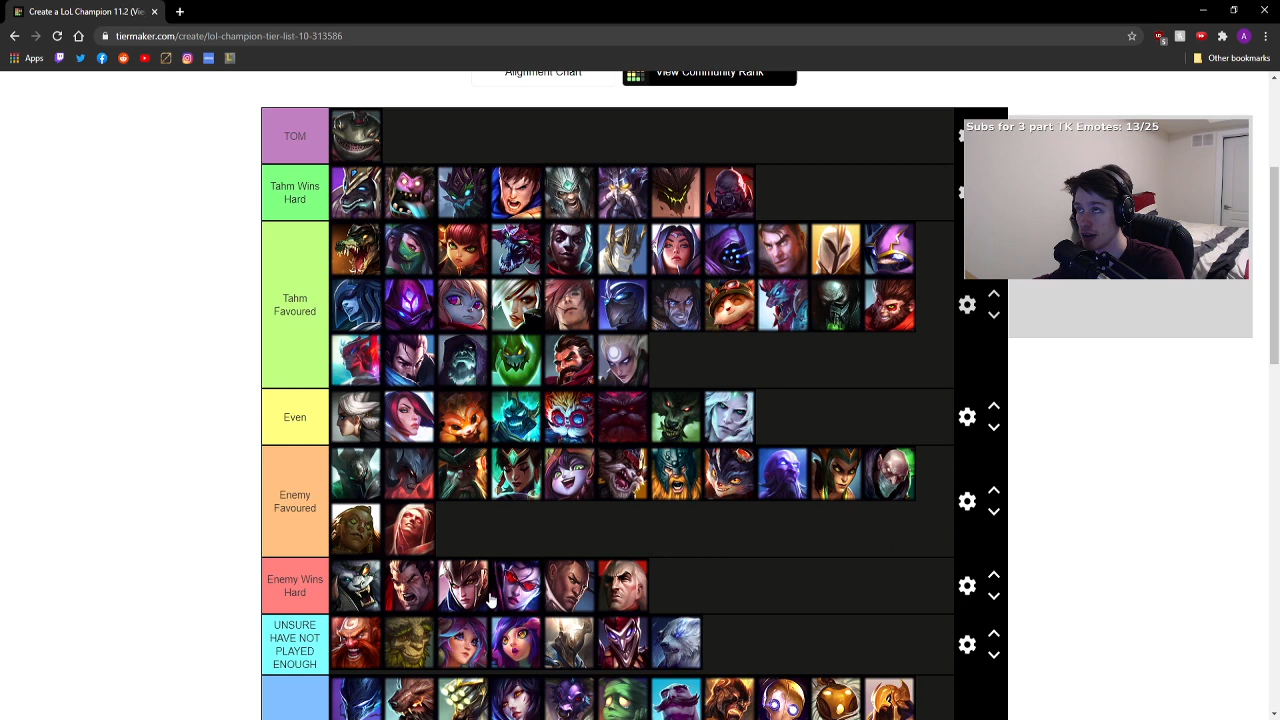 Create a LoL Champion 11.2 (Vie
tiermaker.com/create/lol-champion-tier-list-10-313586
A
Apps
Other bookmarks
Alignment Chart
View Community Rank
TOM
Subs for 3 part TK Emotes: 13/25
Tahm Wins
Hard
Tahm
Favoured
Even
Enemy
Favoured
Enemy Wins
Hard
UNSURE
HAVE NOT
PLAYED
ENOUGH